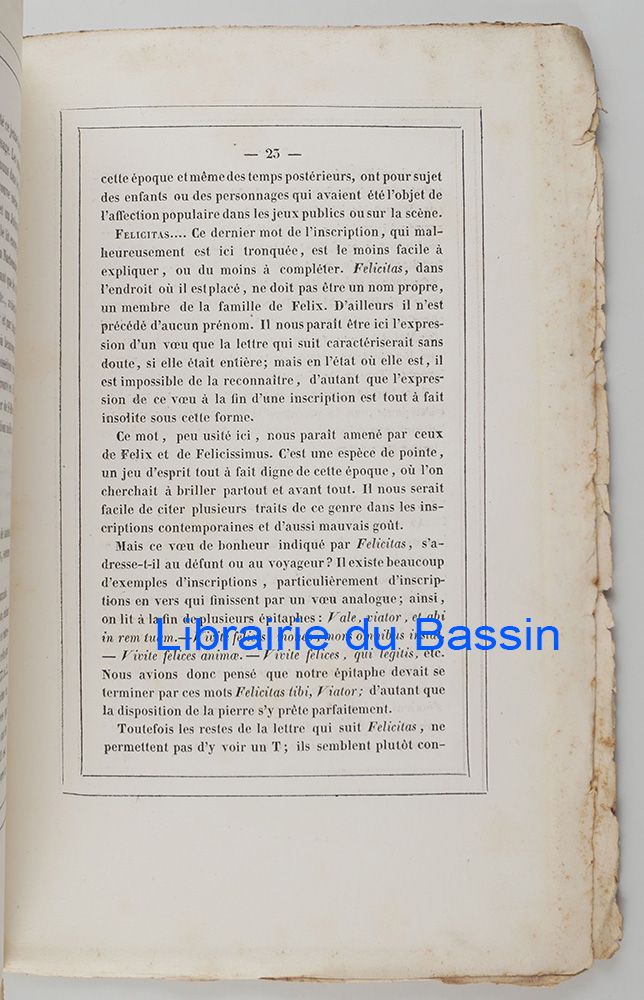 — 23 —
cette époque et même des temps postérieurs, ont pour sujet
des enfants ou des personnages qui avaient été l'objet de
l'affection populaire dans les jeux publics ou sur la scène.
FELICITAS.... Ce dernier mot de l'inscription, qui mal-
heureusement est ici tronquée, est le moins facile à
expliquer, ou du moins à compléter. Felicitas, dans
l'endroit où il est placé, ne doit pas être un nom propre,
un membre de la famille de Felix. D'ailleurs il n'est
précédé d'aucun prénom. Il nous paraît être ici l'expres-
sion d'un vœu que la lettre qui suit caractériserait sans
doute, si elle était entière; mais en l'état où elle est, il
est impossible de la reconnaître, d'autant que l'expres-
sion de ce vœu à la fin d'une inscription est tout à fait
insolite sous cette forme.
Ce mot, peu usité ici, nous paraît amené par ceux
de Felix et de Felicissimus. C'est une espèce de pointe,
un jeu d'esprit tout à fait digne de cette époque, où l'on
cherchait à briller partout et avant tout. Il nous serait
facile de citer plusieurs traits de ce genre dans les ins-
criptions contemporaines et d'aussi mauvais goût.
Mais ce vœu de bonheur indiqué par Felicitas, s'a-
dresse-t-il au défunt ou au voyageur? Il existe beaucoup
d'exemples d'inscriptions, particulièrement d'inscrip-
tions en vers qui finissent par un vœu analogue; ainsi,
on lit à la fin de plusieurs épitaphes: Vale, viator, et abi
in rem tuam.—Vivite felices, moneo, mors omnibus instat.
— Vivite felices animæ. — Vivite felices, qui legitis, etc.
Librairie du Bassin
Nous avions donc pensé que notre épitaphe devait se
terminer par ces mots Felicitas tibi, Viator; d'autant que
la disposition de la pierre s'y prête parfaitement.
Toutefois les restes de la lettre qui suit Felicitas, ne
permettent pas d'y voir un T; ils semblent plutôt con-